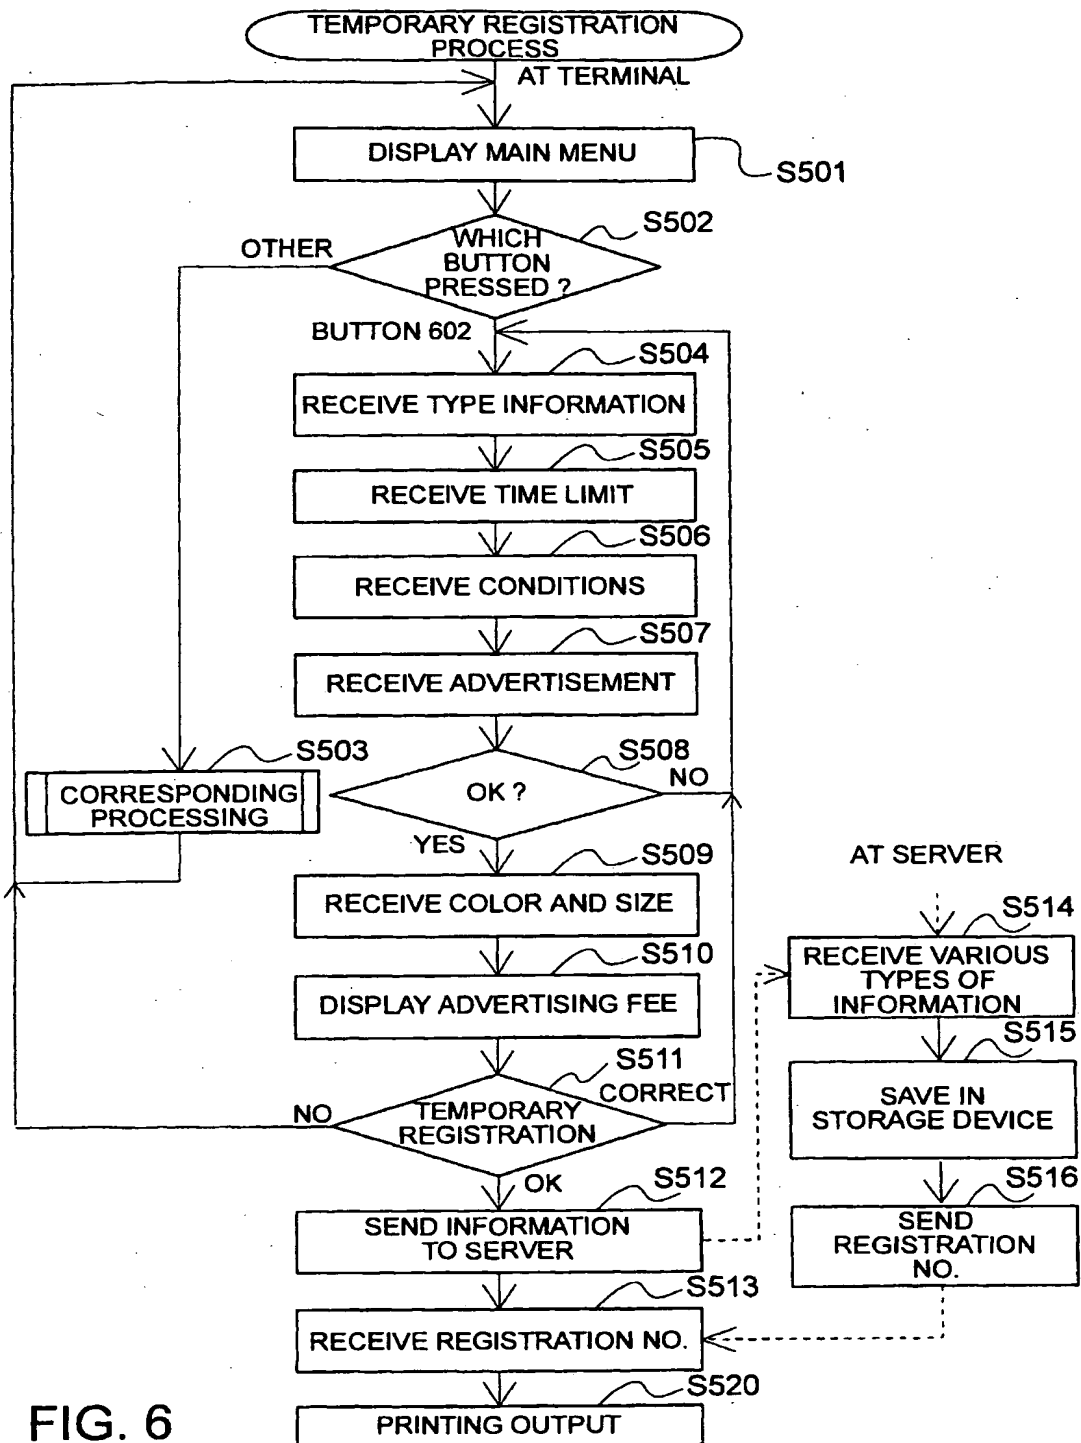 TEMPORARY REGISTRATION
PROCESS
AT TERMINAL
DISPLAY MAIN MENU
S501
WHICH
BUTTON
PRESSED ?
S502
OTHER
BUTTON 602
S504
RECEIVE TYPE INFORMATION
S505
RECEIVE TIME LIMIT
S506
RECEIVE CONDITIONS
S507
RECEIVE ADVERTISEMENT
S503
CORRESPONDING
PROCESSING
S508
OK ?
NO
YES
S509
RECEIVE COLOR AND SIZE
S510
DISPLAY ADVERTISING FEE
S511
TEMPORARY
REGISTRATION
NO
CORRECT
OK
S512
SEND INFORMATION
TO SERVER
AT SERVER
S514
RECEIVE VARIOUS
TYPES OF
INFORMATION
S515
SAVE IN
STORAGE DEVICE
S516
SEND
REGISTRATION
NO.
S513
RECEIVE REGISTRATION NO.
S520
PRINTING OUTPUT
FIG. 6